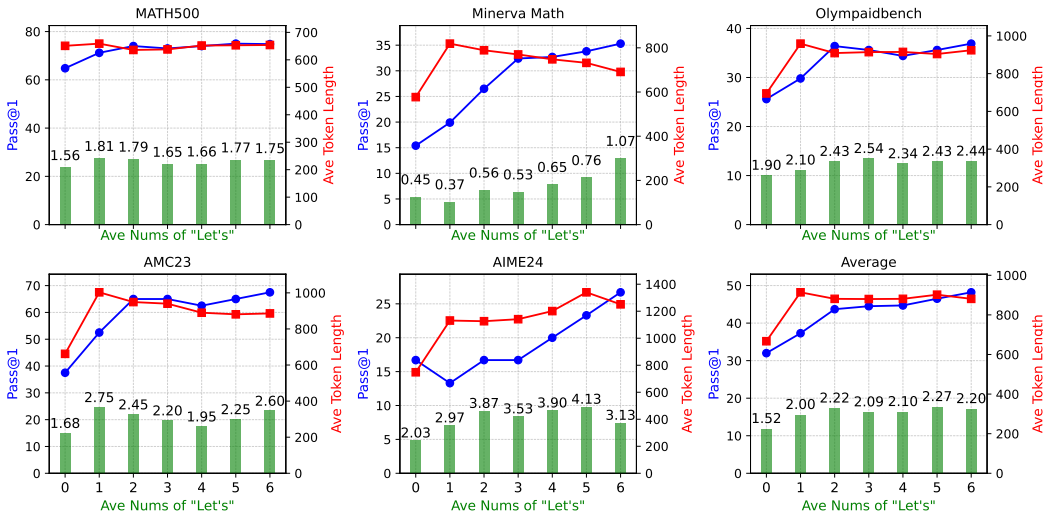 MATH500
Minerva Math
Olympaidbench
80
60
40
20
0
Pass@1
700
600
500
400
300
200
100
0
Ave Token Length
1.56 1.81 1.79 1.65 1.66 1.77 1.75
Ave Nums of "Let's"
35
30
25
20
15
10
5
0
Pass@1
800
600
400
200
0
Ave Token Length
0.45 0.37 0.56 0.53 0.65 0.76 1.07
Ave Nums of "Let's"
40
30
20
10
0
Pass@1
1000
800
600
400
200
0
Ave Token Length
1.90 2.10 2.43 2.54 2.34 2.43 2.44
Ave Nums of "Let's"
AMC23
AIME24
Average
70
60
50
40
30
20
10
0
Pass@1
1000
800
600
400
200
0
Ave Token Length
1.68 2.75 2.45 2.20 1.95 2.25 2.60
0 1 2 3 4 5 6
Ave Nums of "Let's"
25
20
15
10
5
0
Pass@1
1400
1200
1000
800
600
400
200
0
Ave Token Length
2.03 2.97 3.87 3.53 3.90 4.13 3.13
0 1 2 3 4 5 6
Ave Nums of "Let's"
50
40
30
20
10
0
Pass@1
1000
800
600
400
200
0
Ave Token Length
1.52 2.00 2.22 2.09 2.10 2.27 2.20
0 1 2 3 4 5 6
Ave Nums of "Let's"